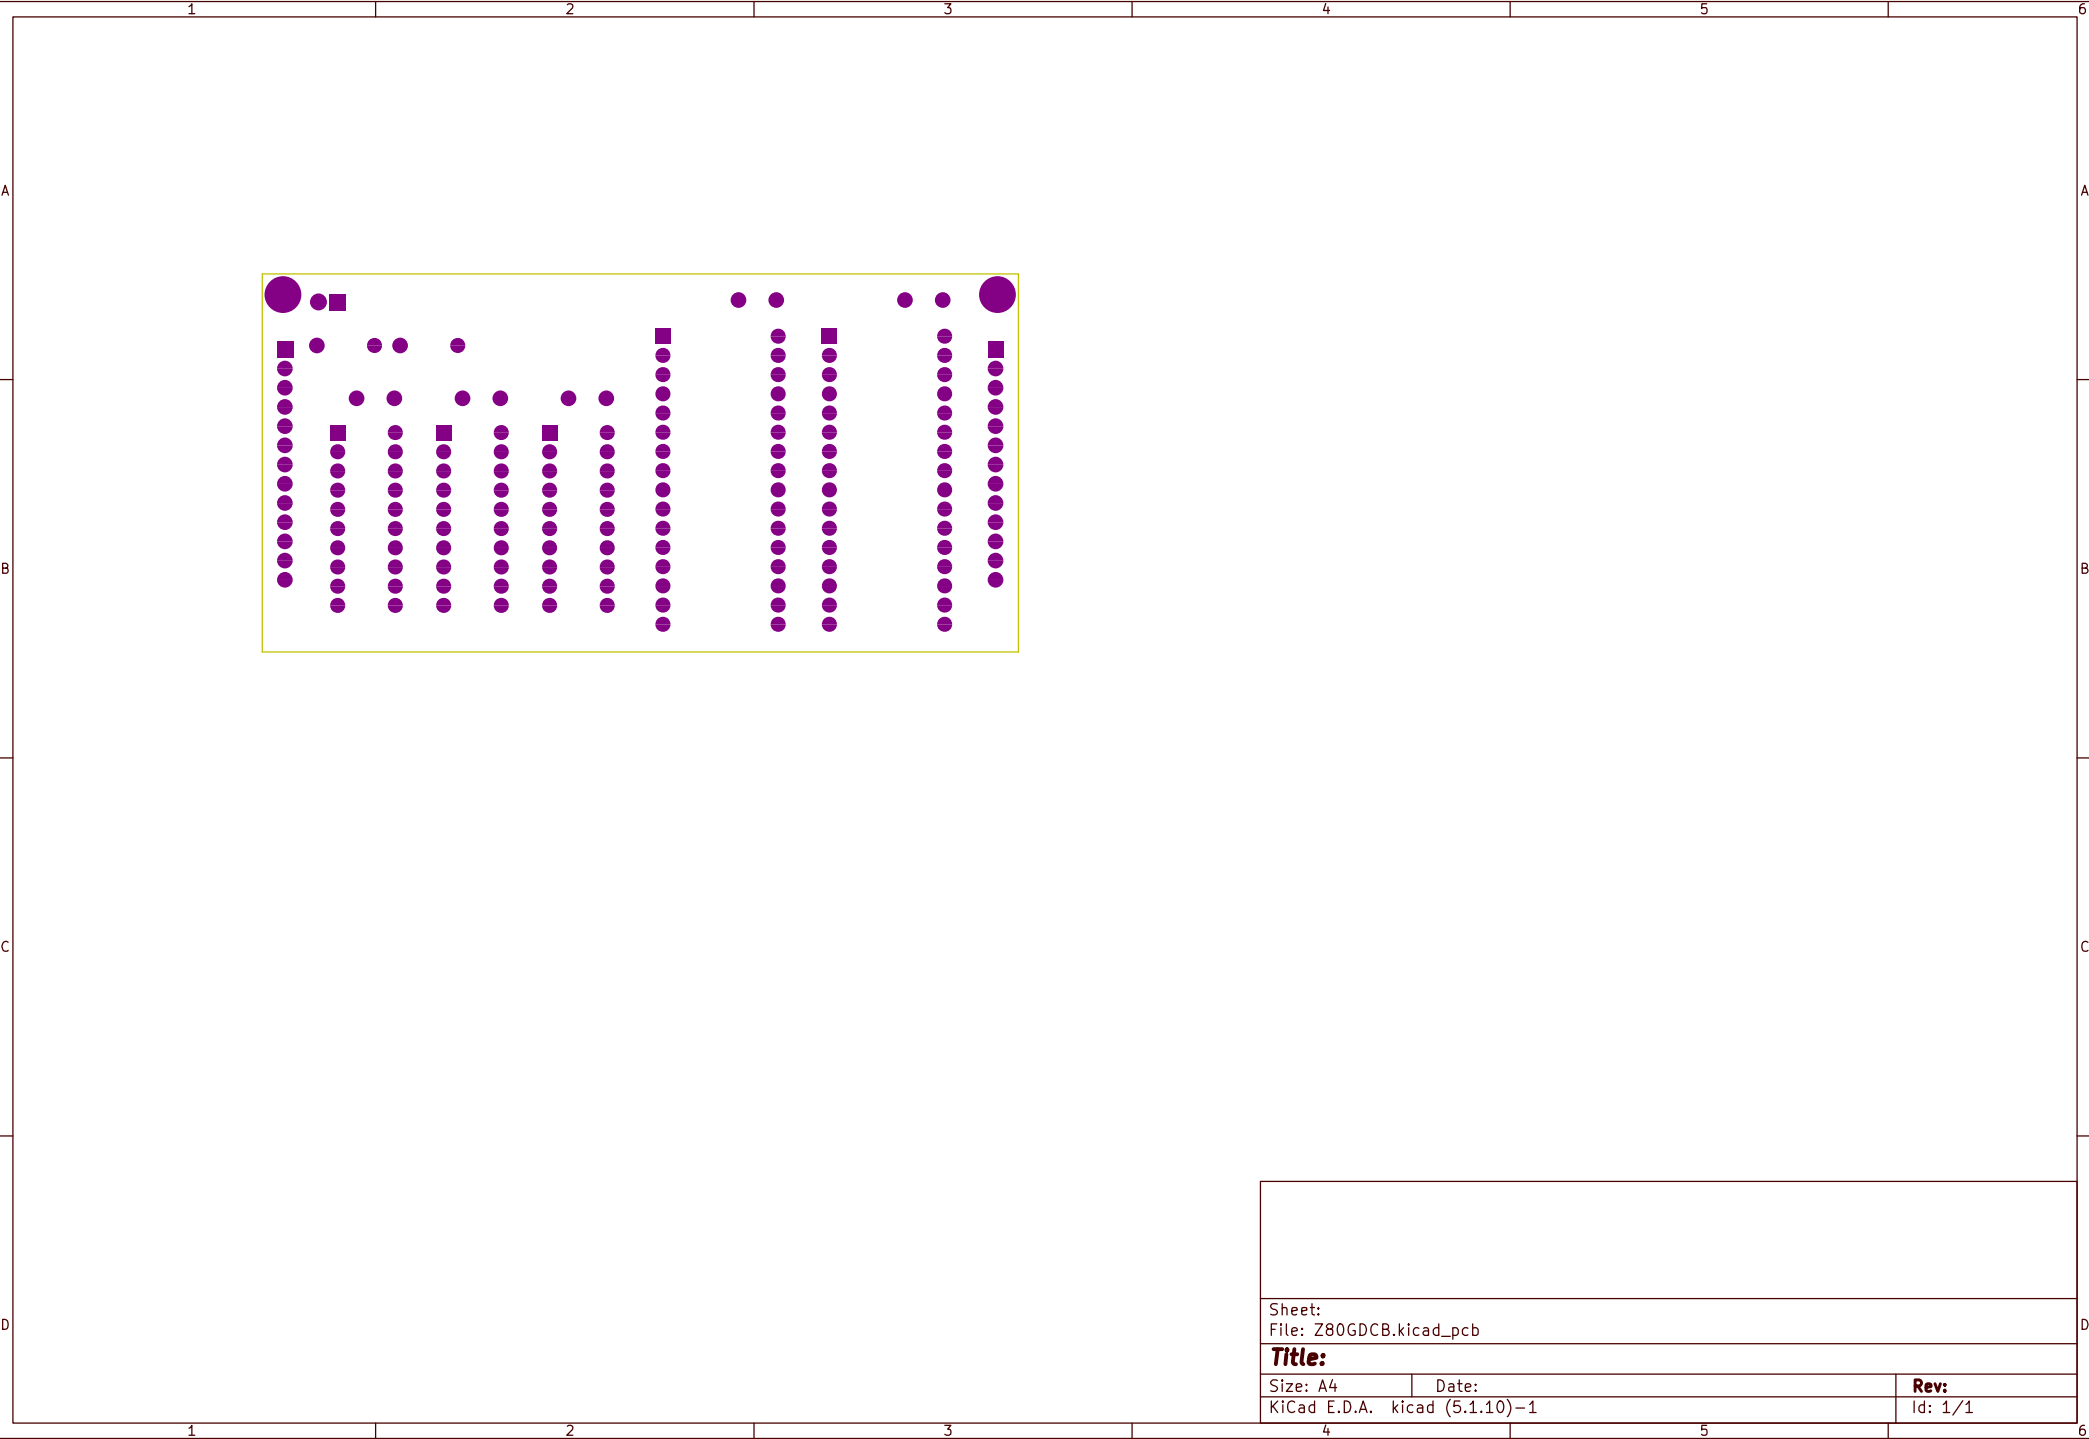 1 2 3 4 5 6
A A
B B
C C
D D
Sheet:
File: Z80GDCB.kicad_pcb
Title:
Size: A4 Date: Rev:
KiCad E.D.A. kicad (5.1.10)-1 Id: 1/1
1 2 3 4 5 6